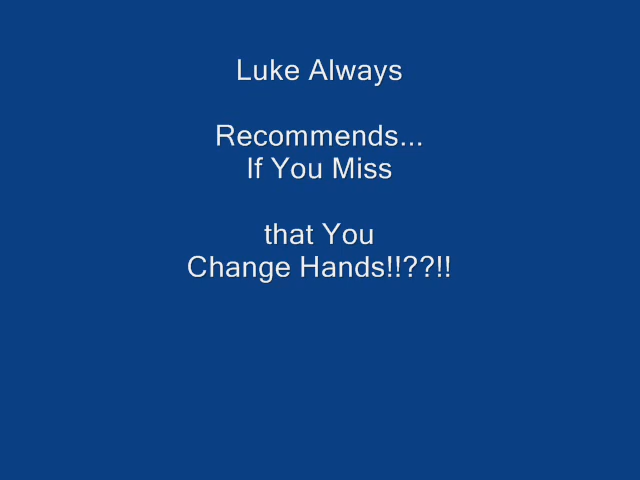 Luke Always
Recommends...
If You Miss
that You
Change Hands!!??!!